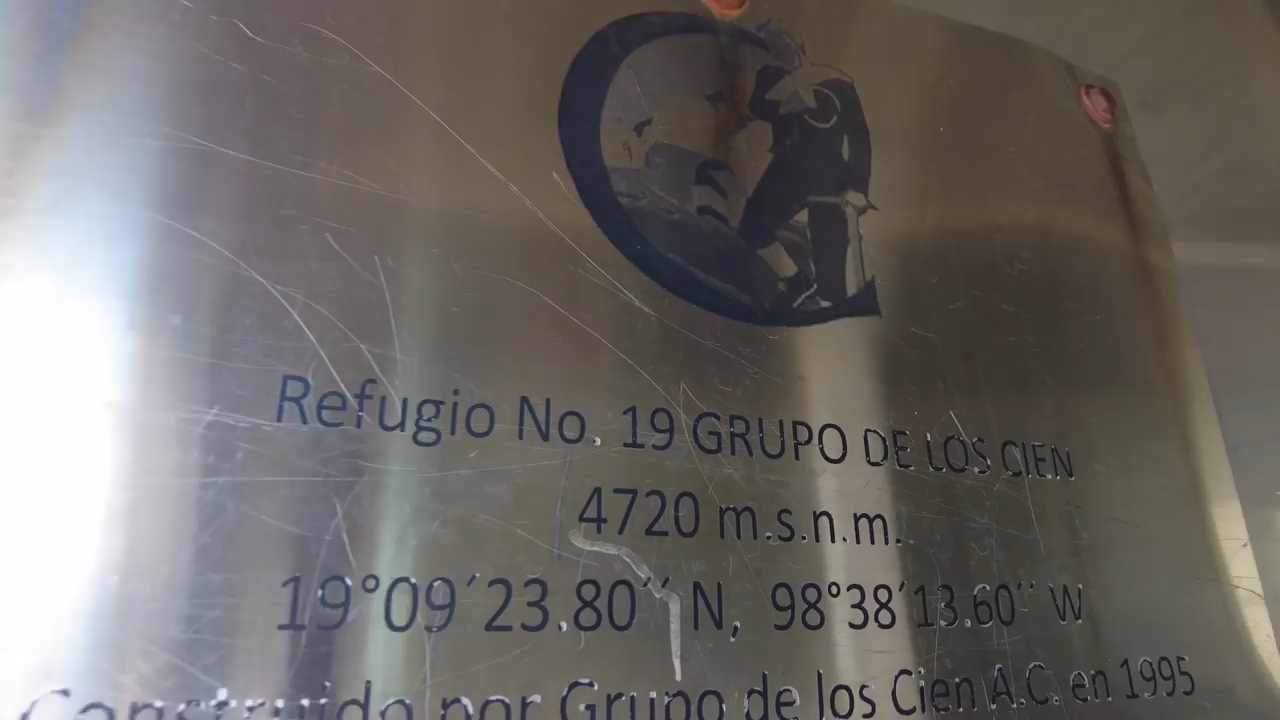 Refugio No. 19 GRUPO DE LOS CIEN
4720 m.s.n.m.
19°09´23.80´´ N, 98°38´13.60´´ W
Construido por Grupo de los Cien A.C. en 1995